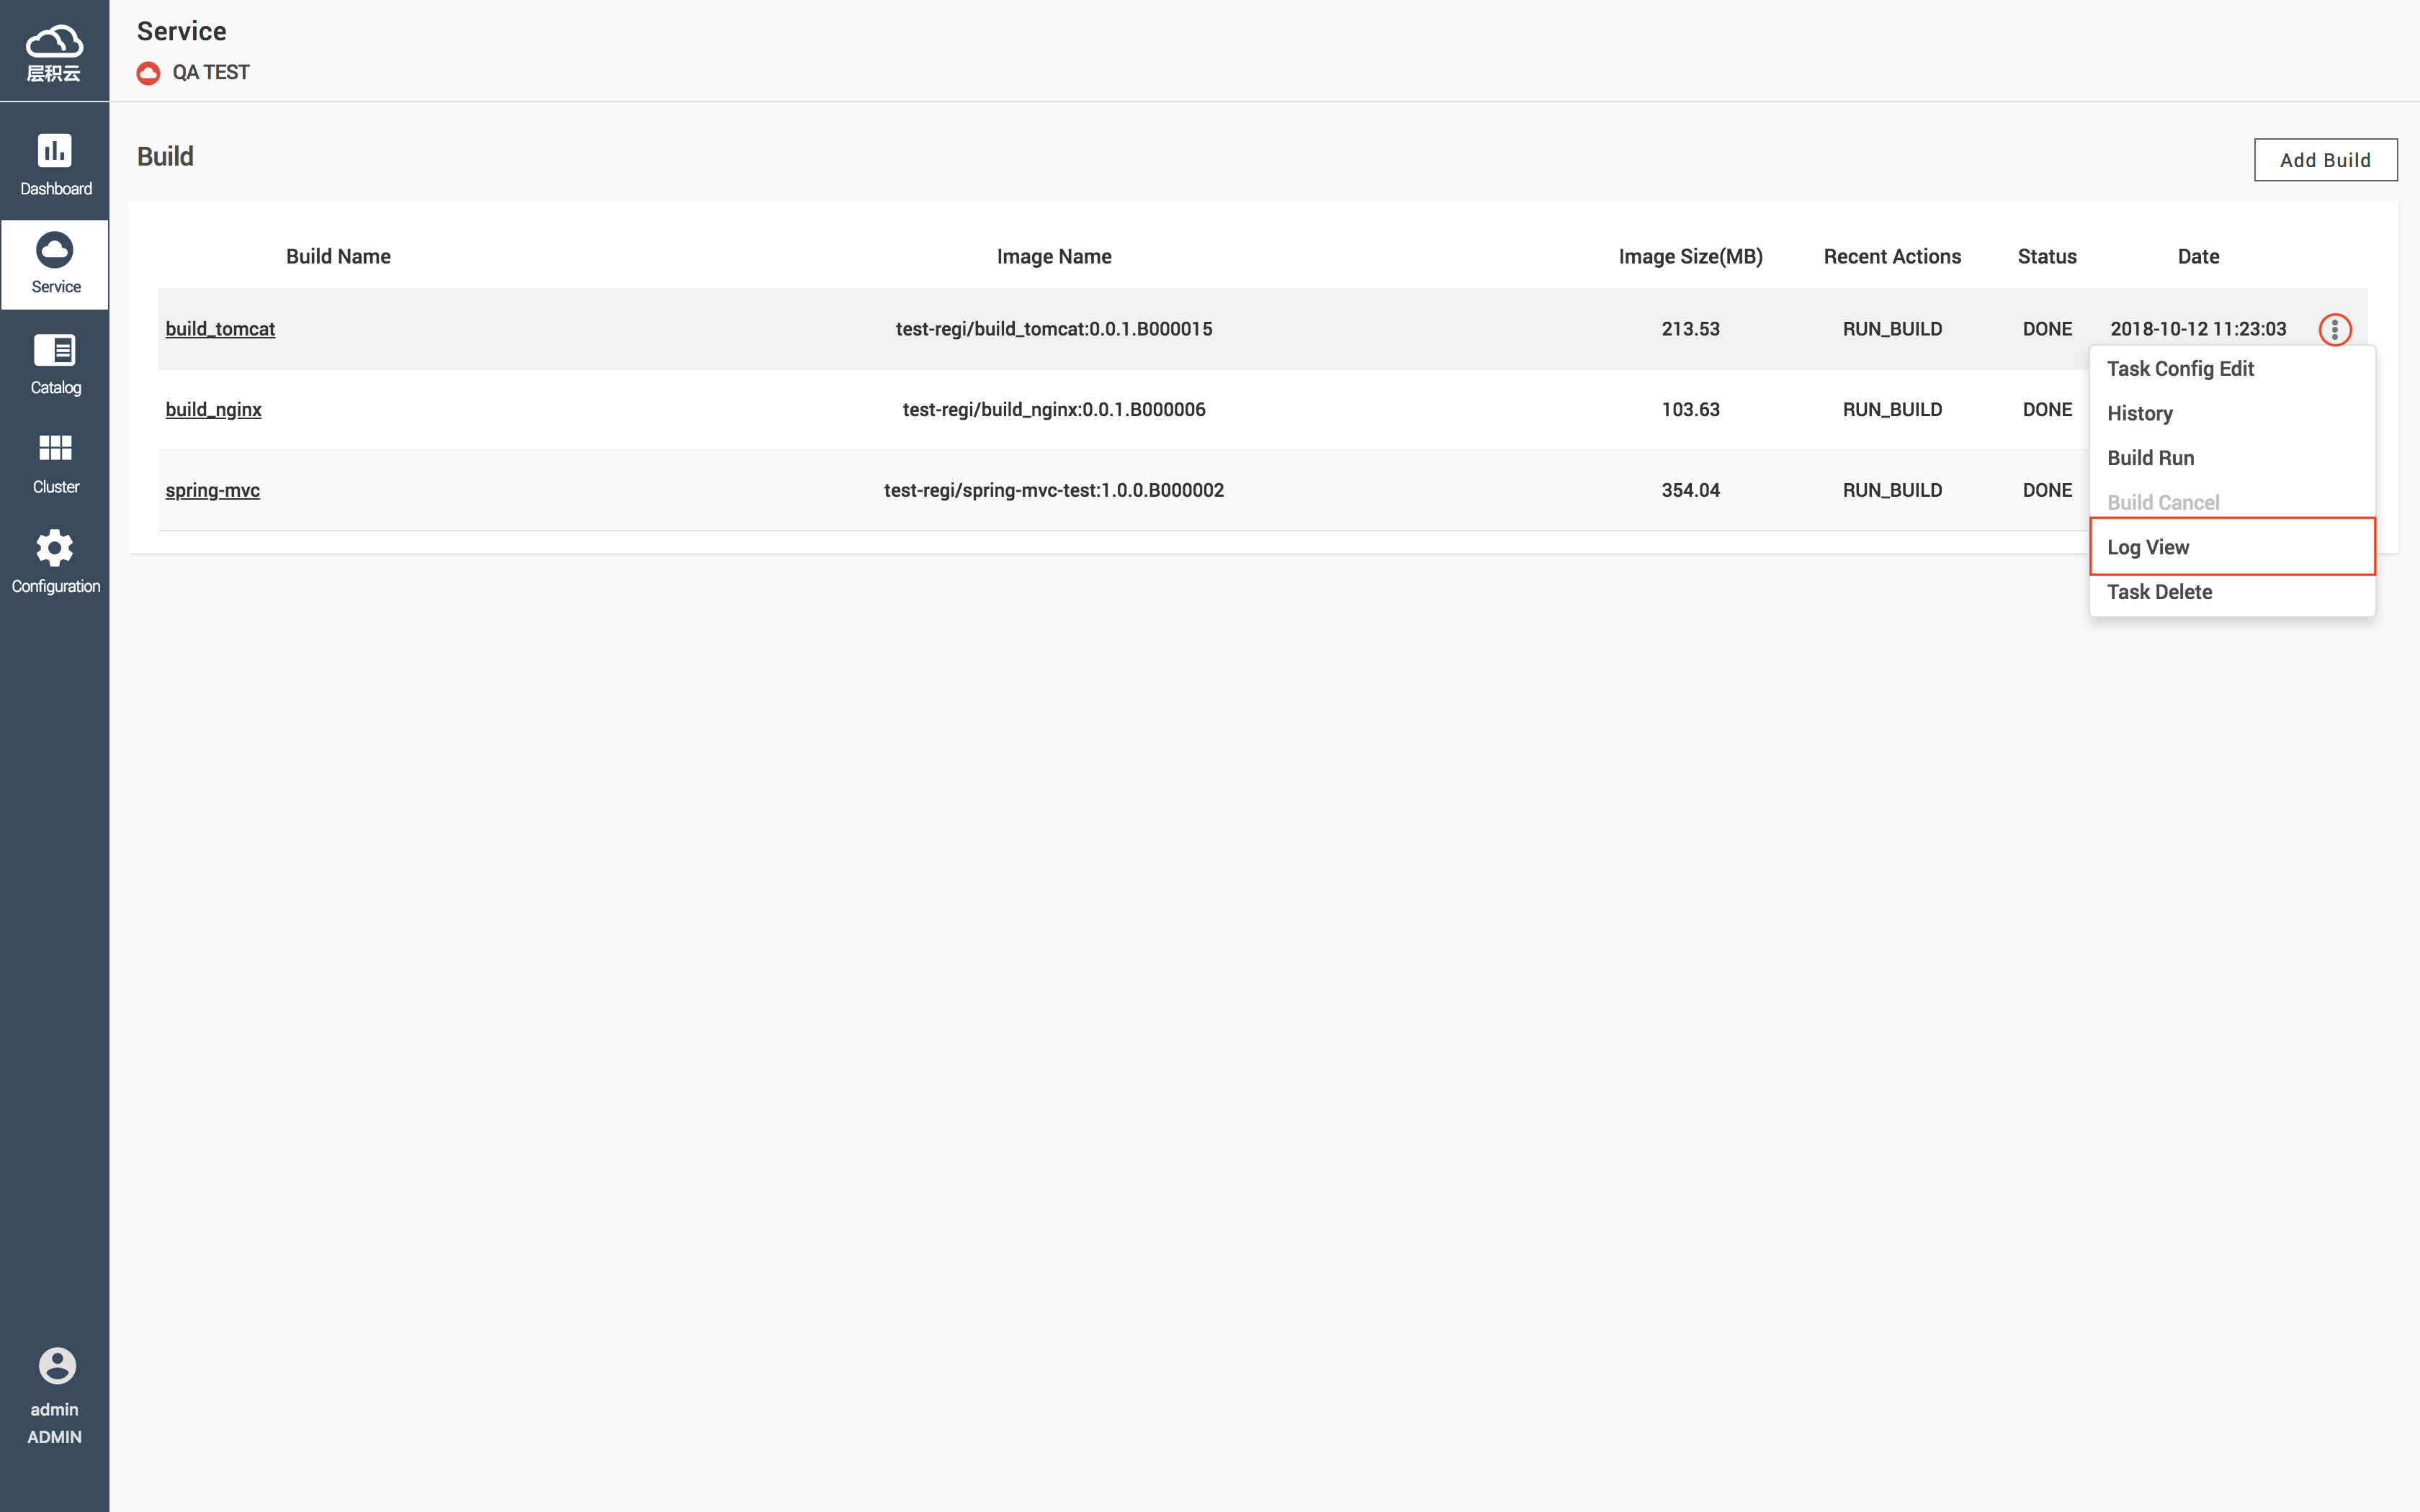 层积云
Service
QA TEST
Dashboard
Service
Catalog
Cluster
Configuration
admin
ADMIN
Build
Add Build
Build Name Image Name Image Size(MB) Recent Actions Status Date
build_tomcat test-regi/build_tomcat:0.0.1.B000015 213.53 RUN_BUILD DONE 2018-10-12 11:23:03
build_nginx test-regi/build_nginx:0.0.1.B000006 103.63 RUN_BUILD DONE
spring-mvc test-regi/spring-mvc-test:1.0.0.B000002 354.04 RUN_BUILD DONE
Task Config Edit
History
Build Run
Build Cancel
Log View
Task Delete